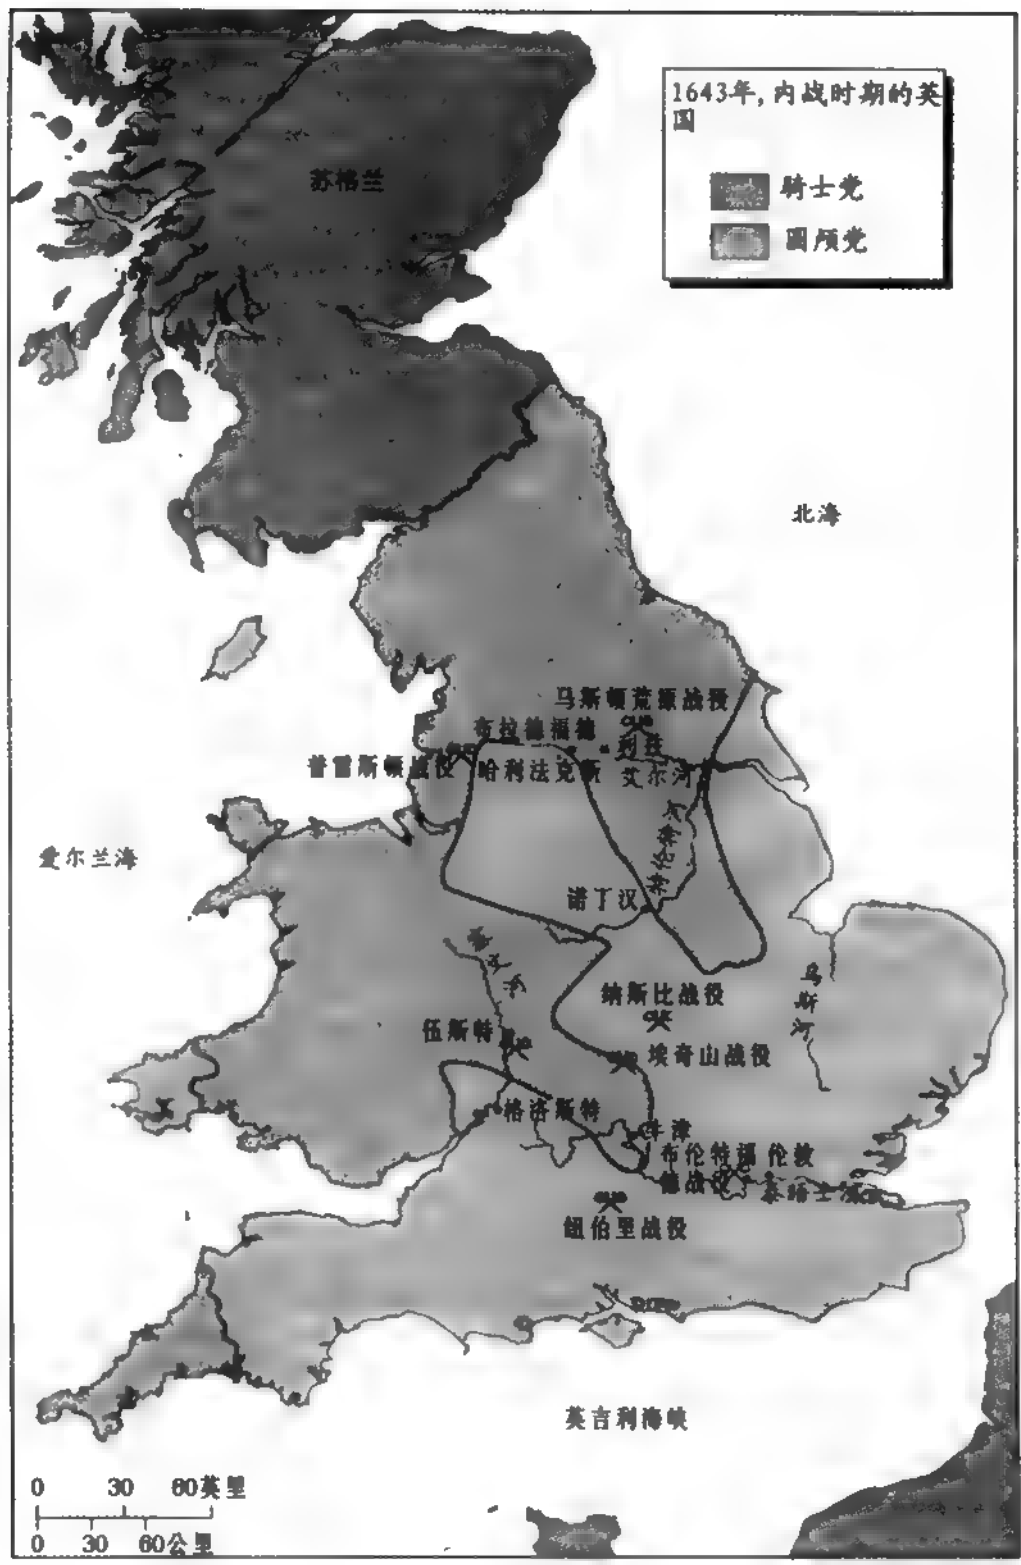 1643年,内战时期的英
国
骑士党
圆颅党
苏格兰
北海
马斯顿荒原战役
布拉德福德
利兹
普雷斯顿战役
哈利法克斯
艾尔河
特伦特河
爱尔兰海
诺丁汉
纳斯比战役
乌斯河
伍斯特
埃奇山战役
格洛斯特
牛津
布伦特福
伦敦
德战役
泰晤士河
纽伯里战役
英吉利海峡
0 30 60英里
0 30 60公里